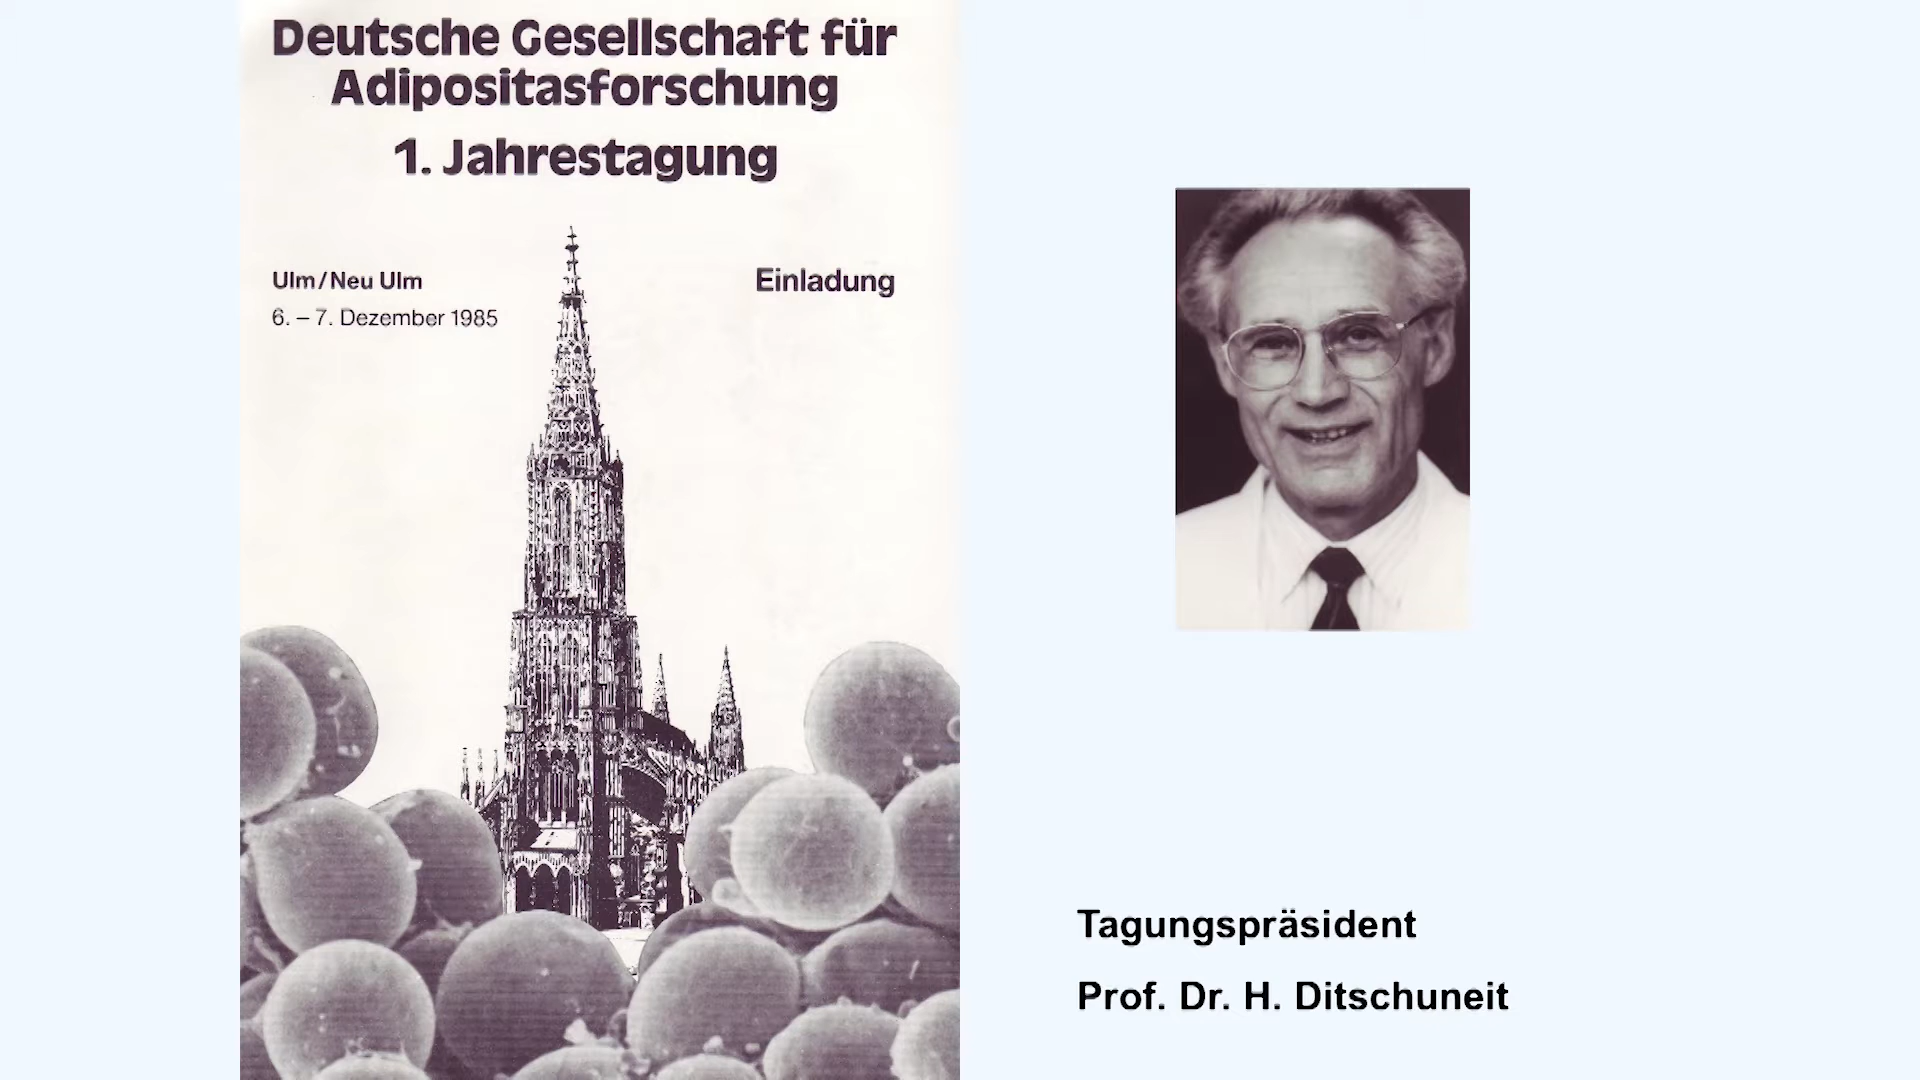 Deutsche Gesellschaft für
Adipositasforschung
1. Jahrestagung
Ulm/Neu Ulm
6. – 7. Dezember 1985
Einladung
Tagungspräsident
Prof. Dr. H. Ditschuneit